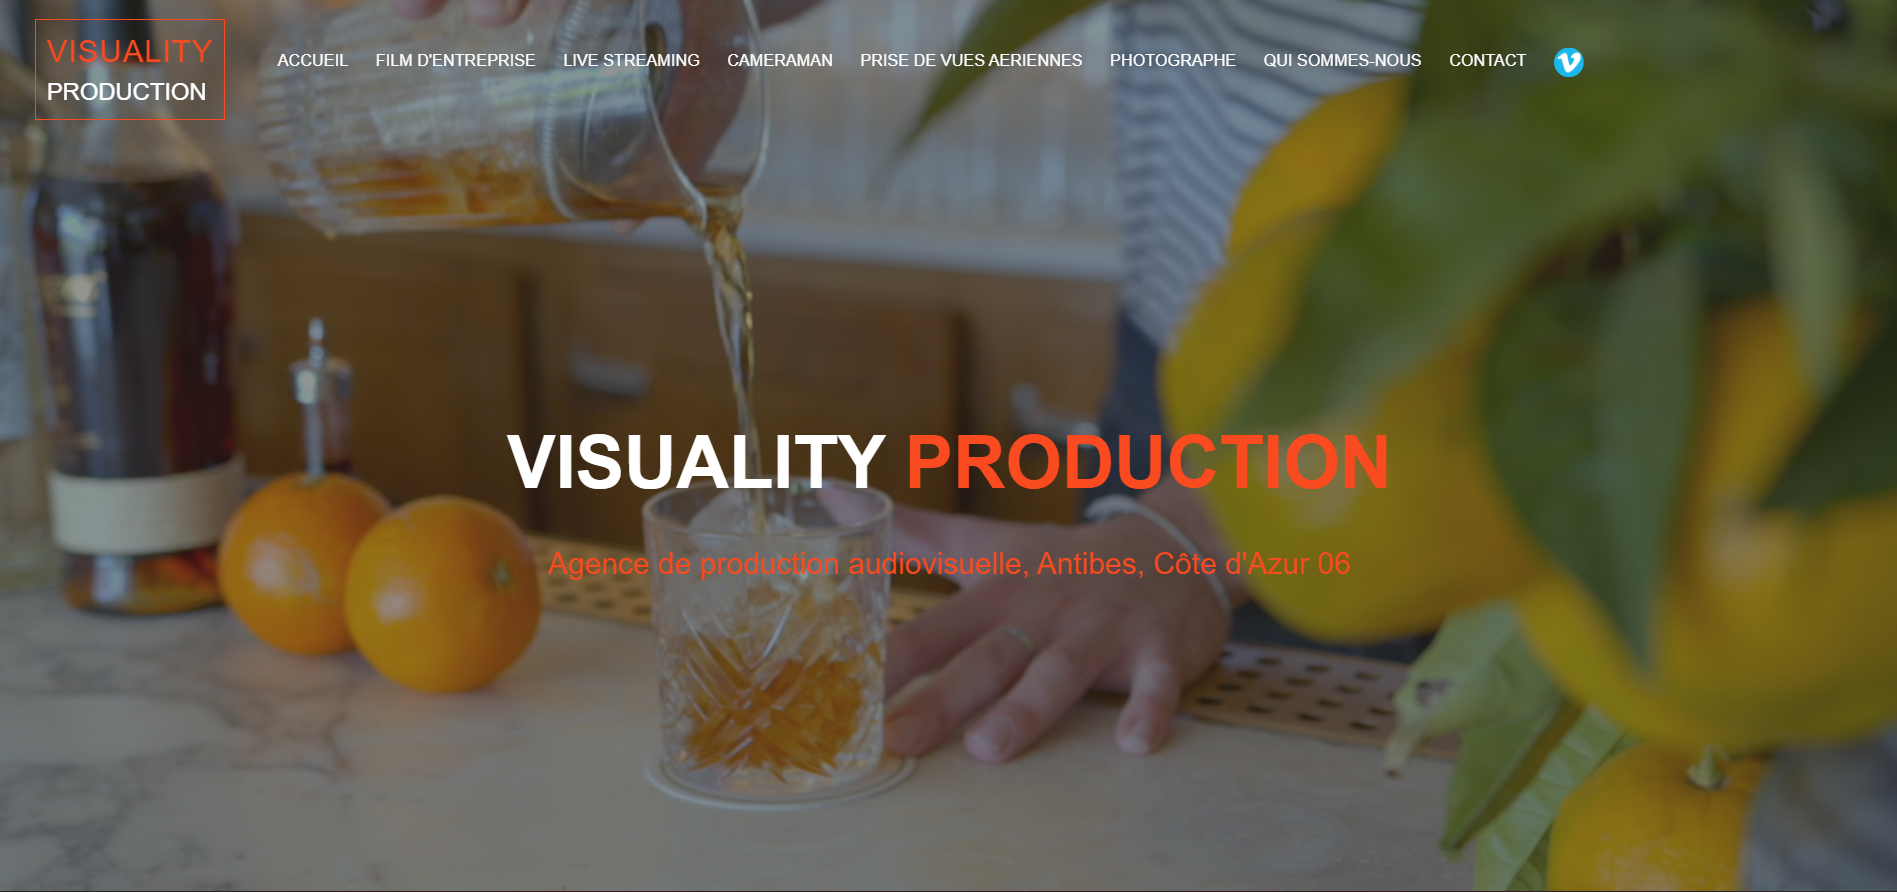 VISUALITY
PRODUCTION
ACCUEIL FILM D'ENTREPRISE LIVE STREAMING CAMERAMAN PRISE DE VUES AERIENNES PHOTOGRAPHE QUI SOMMES-NOUS CONTACT
VISUALITY PRODUCTION
Agence de production audiovisuelle, Antibes, Côte d'Azur 06